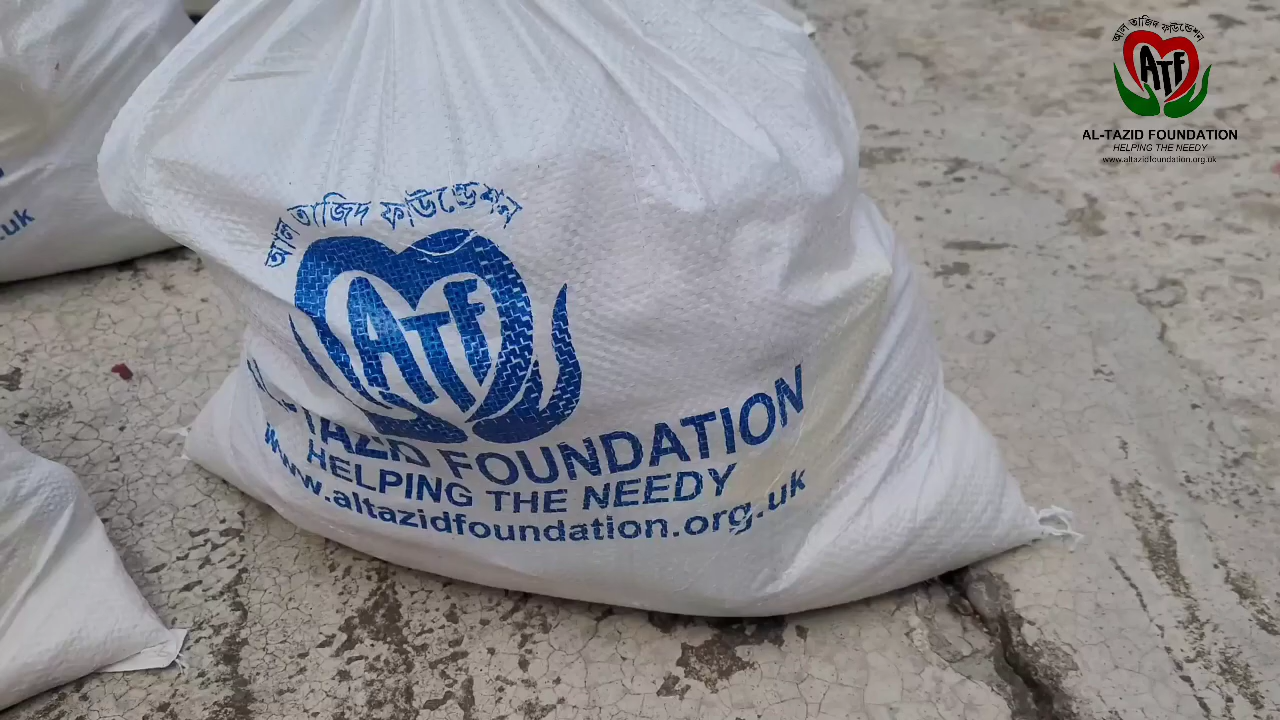 আল তাজিদ ফাউন্ডেশন
ATF
AL-TAZID FOUNDATION
HELPING THE NEEDY
www.altazidfoundation.org.uk
আল তাজিদ ফাউন্ডেশন
ATF
TAZID FOUNDATION
HELPING THE NEEDY
www.altazidfoundation.org.uk
.uk